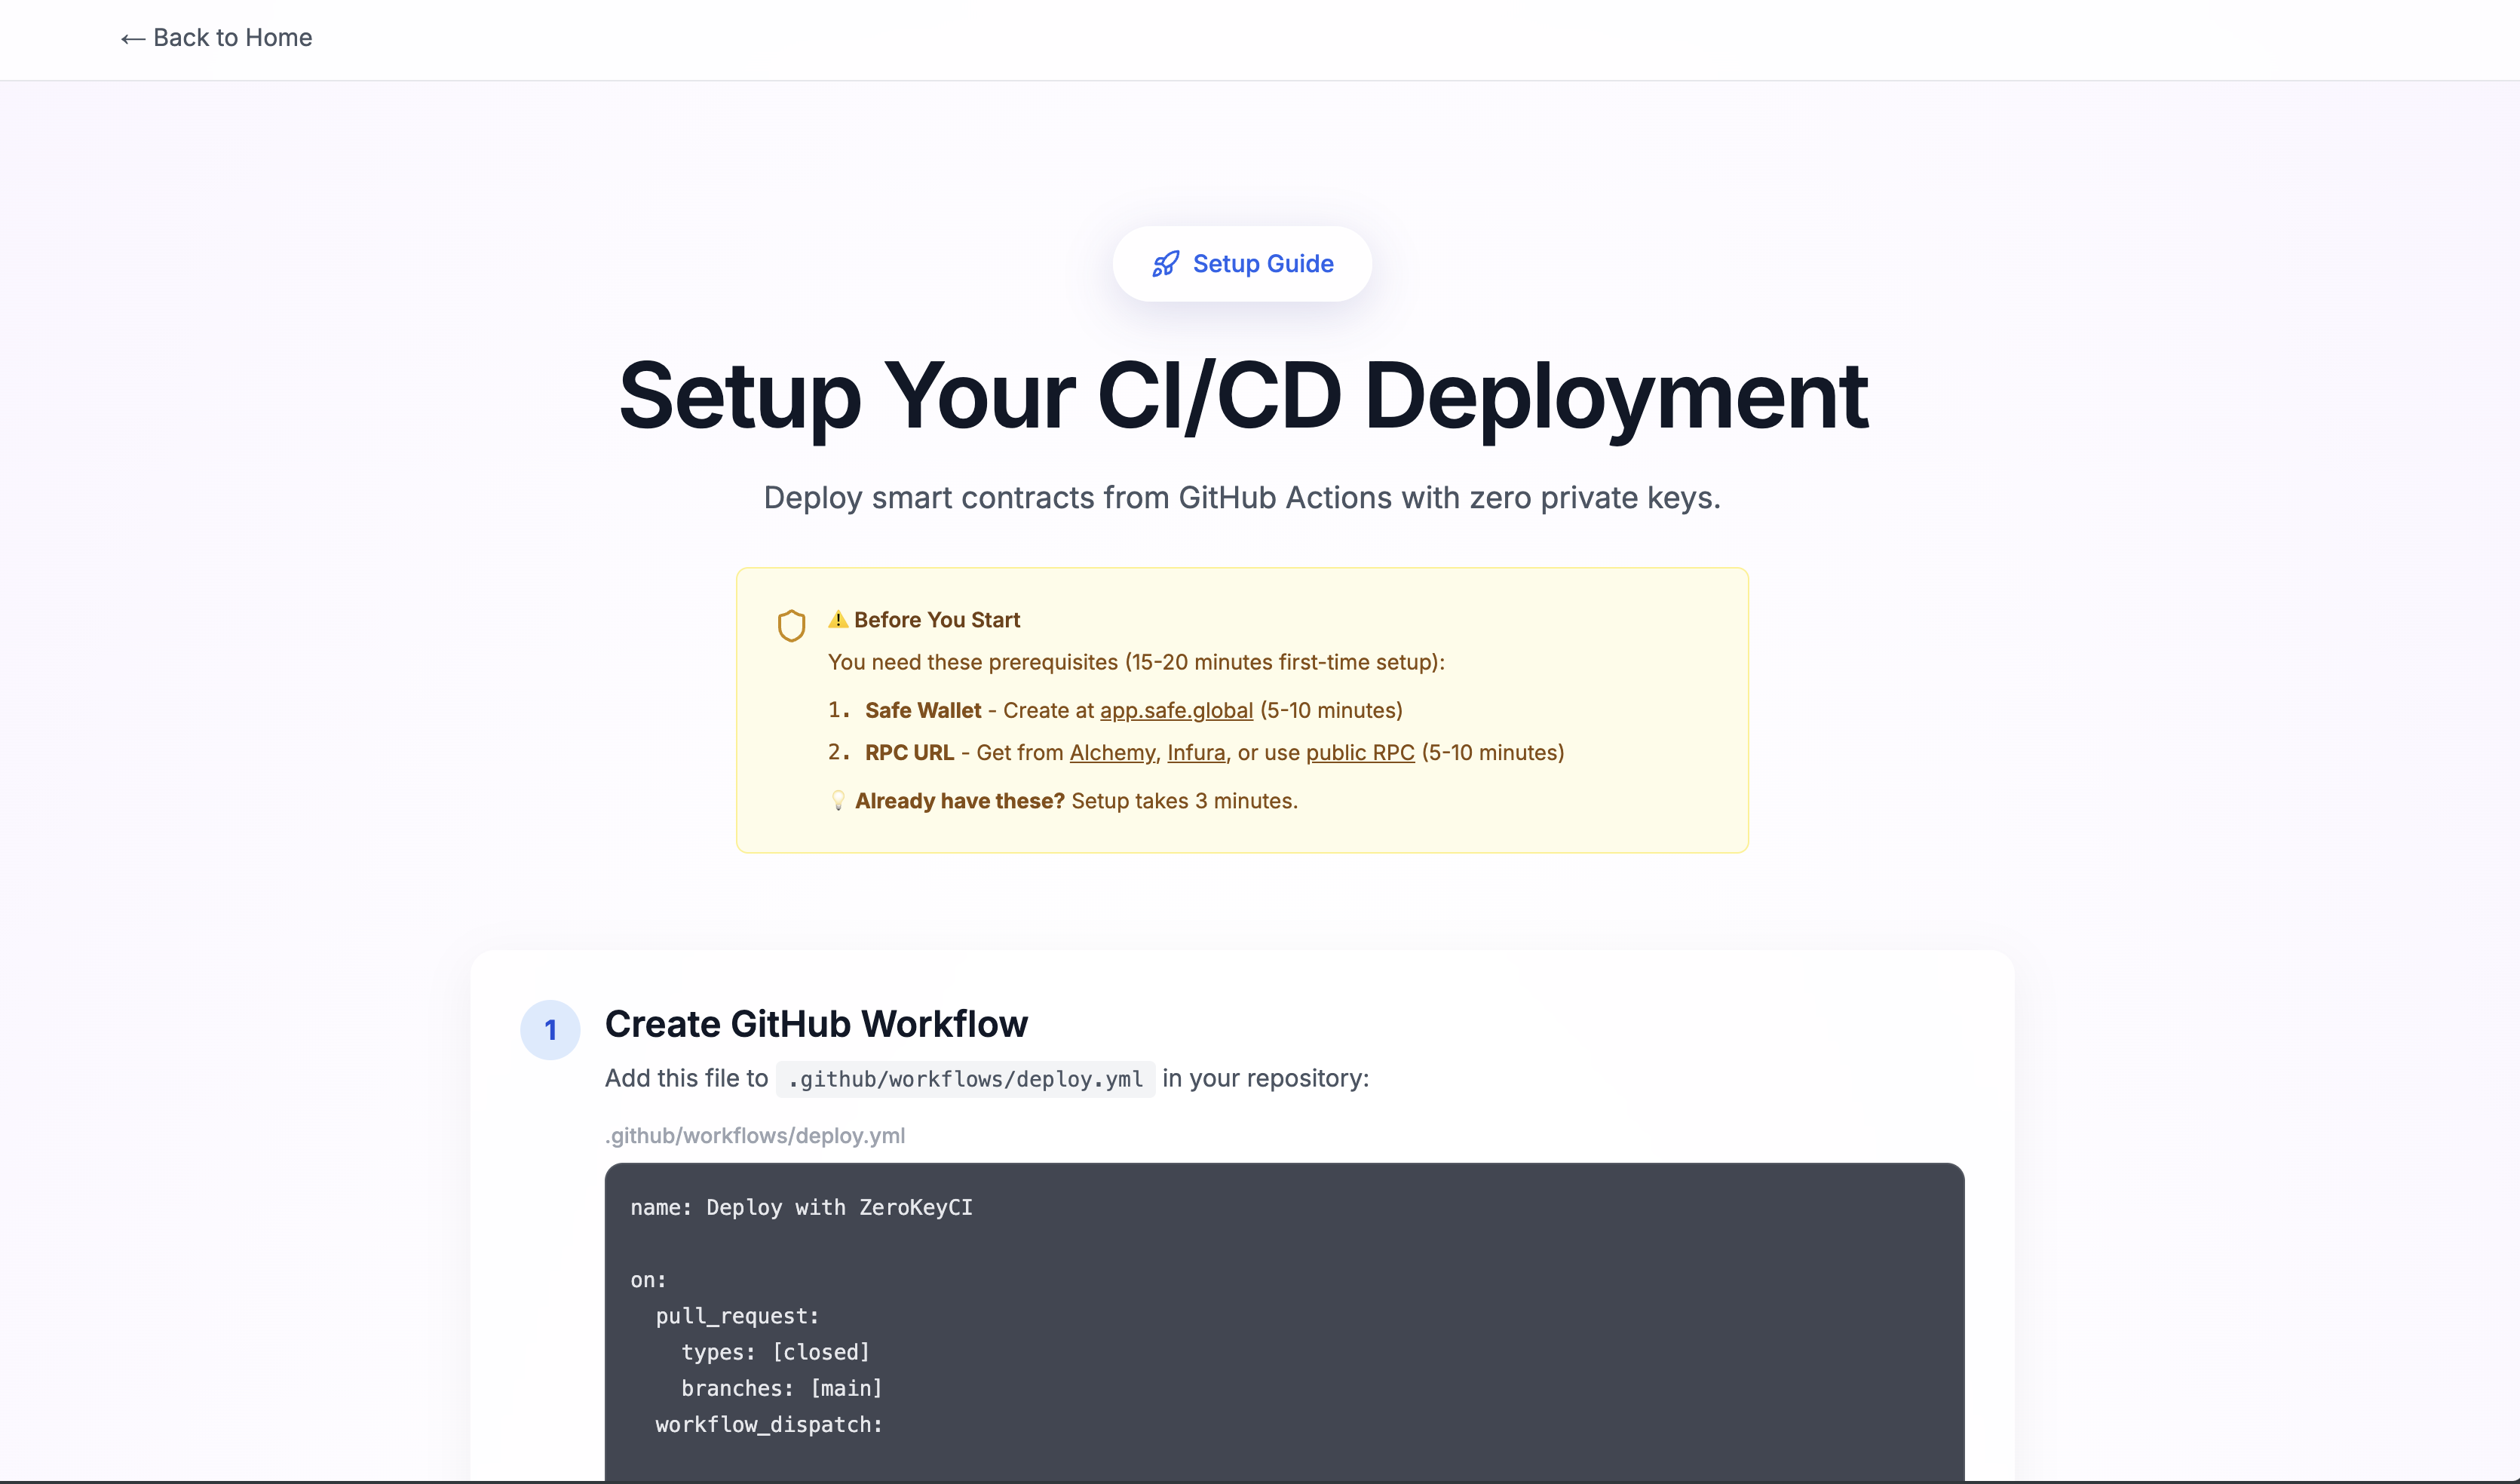 ← Back to Home
Setup Guide
Setup Your CI/CD Deployment
Deploy smart contracts from GitHub Actions with zero private keys.
⚠️ Before You Start
You need these prerequisites (15-20 minutes first-time setup):
1. Safe Wallet - Create at app.safe.global (5-10 minutes)
2. RPC URL - Get from Alchemy, Infura, or use public RPC (5-10 minutes)
💡 Already have these? Setup takes 3 minutes.
1
Create GitHub Workflow
Add this file to .github/workflows/deploy.yml in your repository:
.github/workflows/deploy.yml
name: Deploy with ZeroKeyCI
on:
  pull_request:
    types: [closed]
    branches: [main]
  workflow_dispatch: